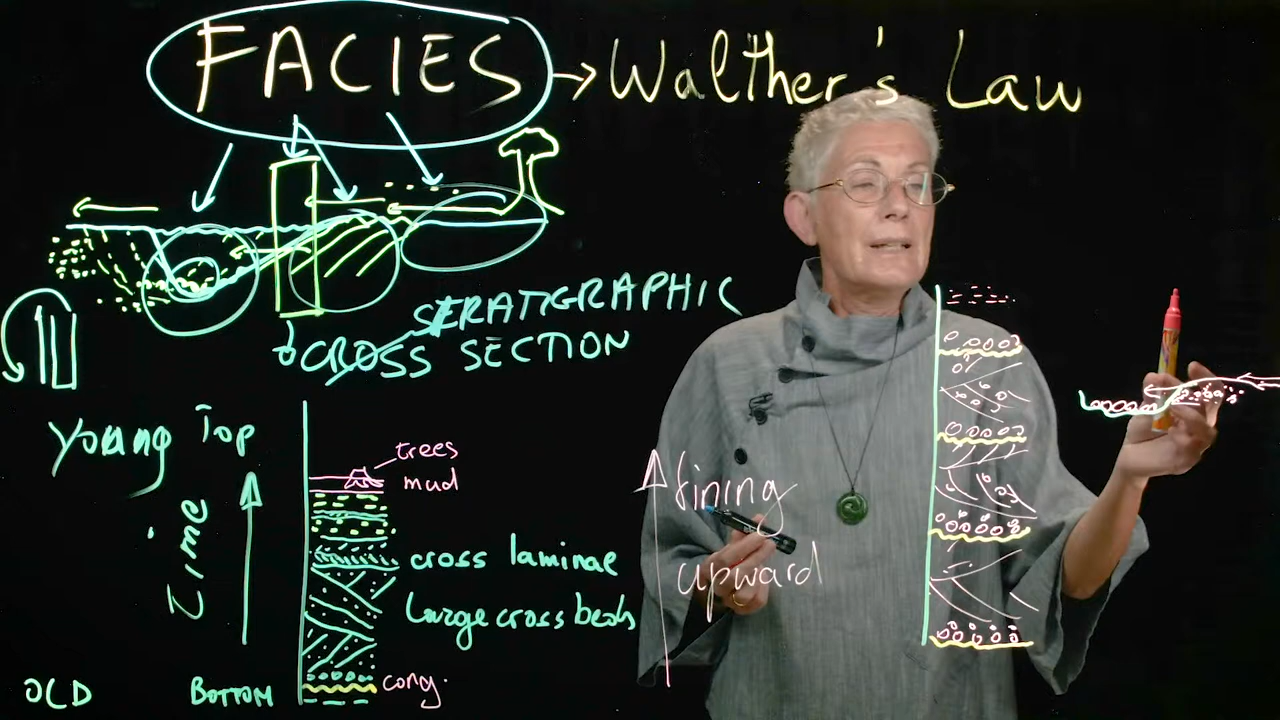 FACIES → Walther's Law
STRATIGRAPHIC
CROSS SECTION
Young Top
Time
trees
mud
cross laminae
Large cross beds
cong.
OLD BOTTOM
fining
upward